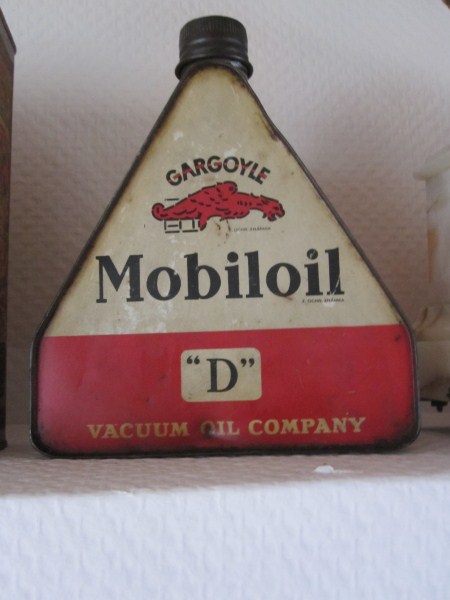 GARGOYLE
Mobiloil
"D"
VACUUM OIL COMPANY